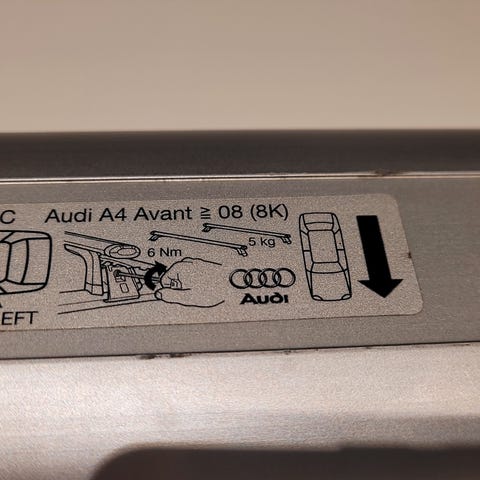 C Audi A4 Avant ≧ 08 (8K)
6 Nm
5 kg
Audi
EFT